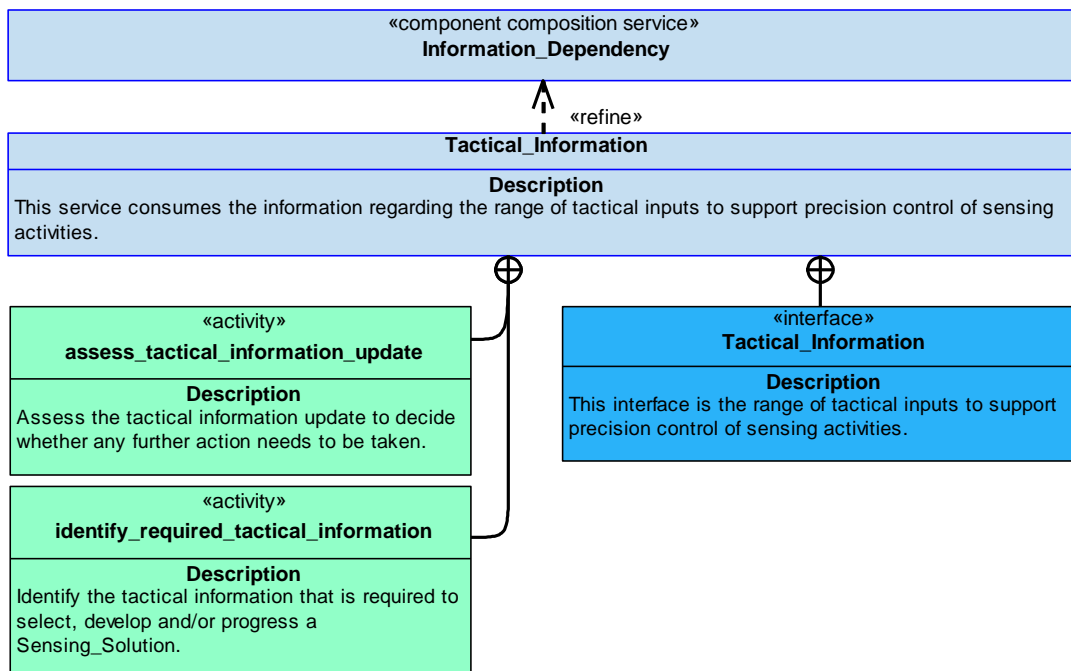 «component composition service»
Information_Dependency
«refine»
Tactical_Information
Description
This service consumes the information regarding the range of tactical inputs to support precision control of sensing
activities.
«activity»
assess_tactical_information_update
Description
Assess the tactical information update to decide
whether any further action needs to be taken.
«interface»
Tactical_Information
Description
This interface is the range of tactical inputs to support
precision control of sensing activities.
«activity»
identify_required_tactical_information
Description
Identify the tactical information that is required to
select, develop and/or progress a
Sensing_Solution.